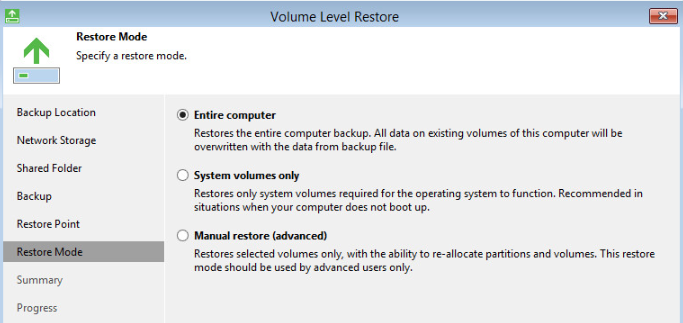 Volume Level Restore
Restore Mode
Specify a restore mode.
Backup Location
Network Storage
Shared Folder
Backup
Restore Point
Restore Mode
Summary
Progress
Entire computer
Restores the entire computer backup. All data on existing volumes of this computer will be
overwritten with the data from backup file.
System volumes only
Restores only system volumes required for the operating system to function. Recommended in
situations when your computer does not boot up.
Manual restore (advanced)
Restores selected volumes only, with the ability to re-allocate partitions and volumes. This restore
mode should be used by advanced users only.